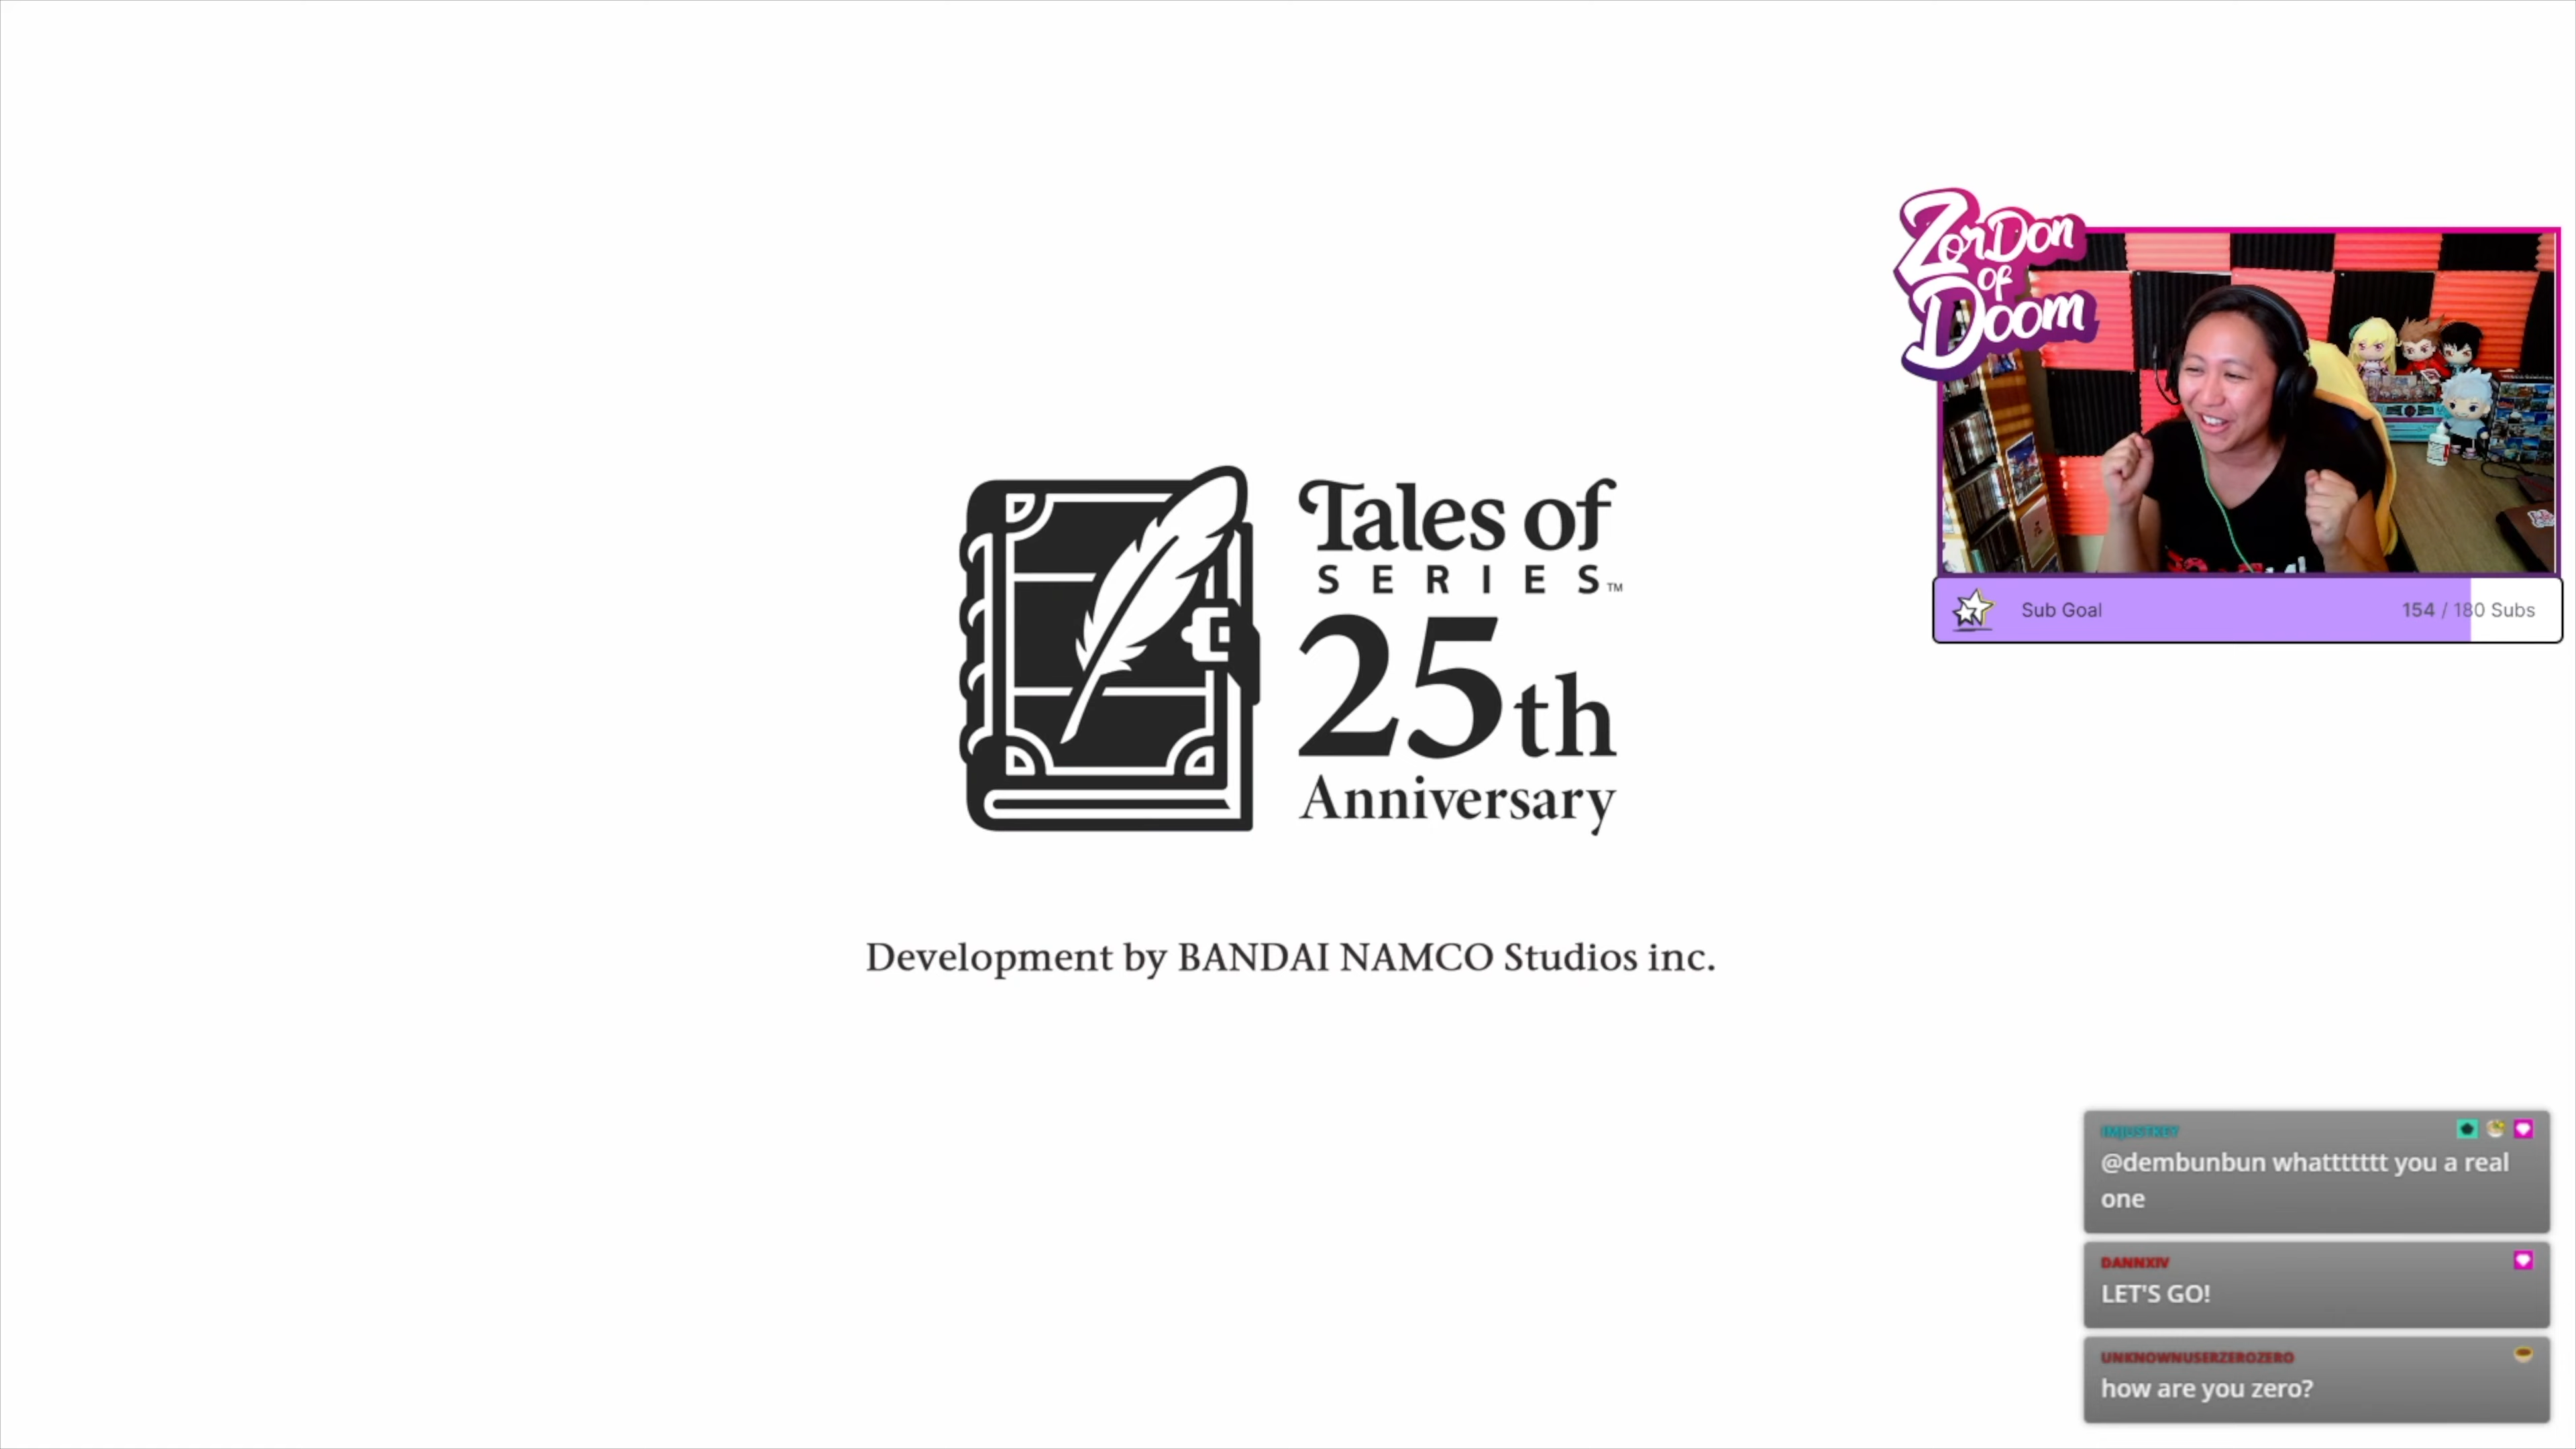 Tales of
SERIES™
25th
Anniversary
Development by BANDAI NAMCO Studios inc.
ZorDon
of
Doom
Sub Goal
154 / 180 Subs
IMJUSTKEY
@dembunbun whattttttt you a real
one
DANNXIV
LET'S GO!
UNKNOWNUSERZEROZERO
how are you zero?